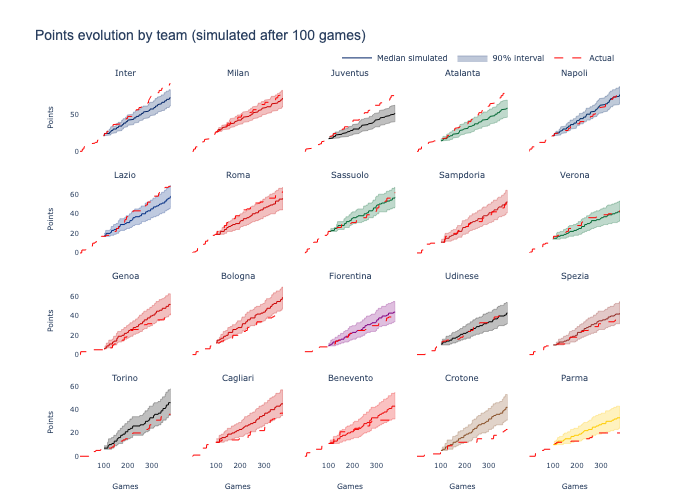 Points evolution by team (simulated after 100 games)
Median simulated 90% interval Actual
Inter Milan Juventus Atalanta Napoli
Points
50
0
Lazio Roma Sassuolo Sampdoria Verona
Points
60
40
20
0
Genoa Bologna Fiorentina Udinese Spezia
Points
60
40
20
0
Torino Cagliari Benevento Crotone Parma
Points
60
40
20
0
100 200 300 100 200 300 100 200 300 100 200 300 100 200 300
Games Games Games Games Games